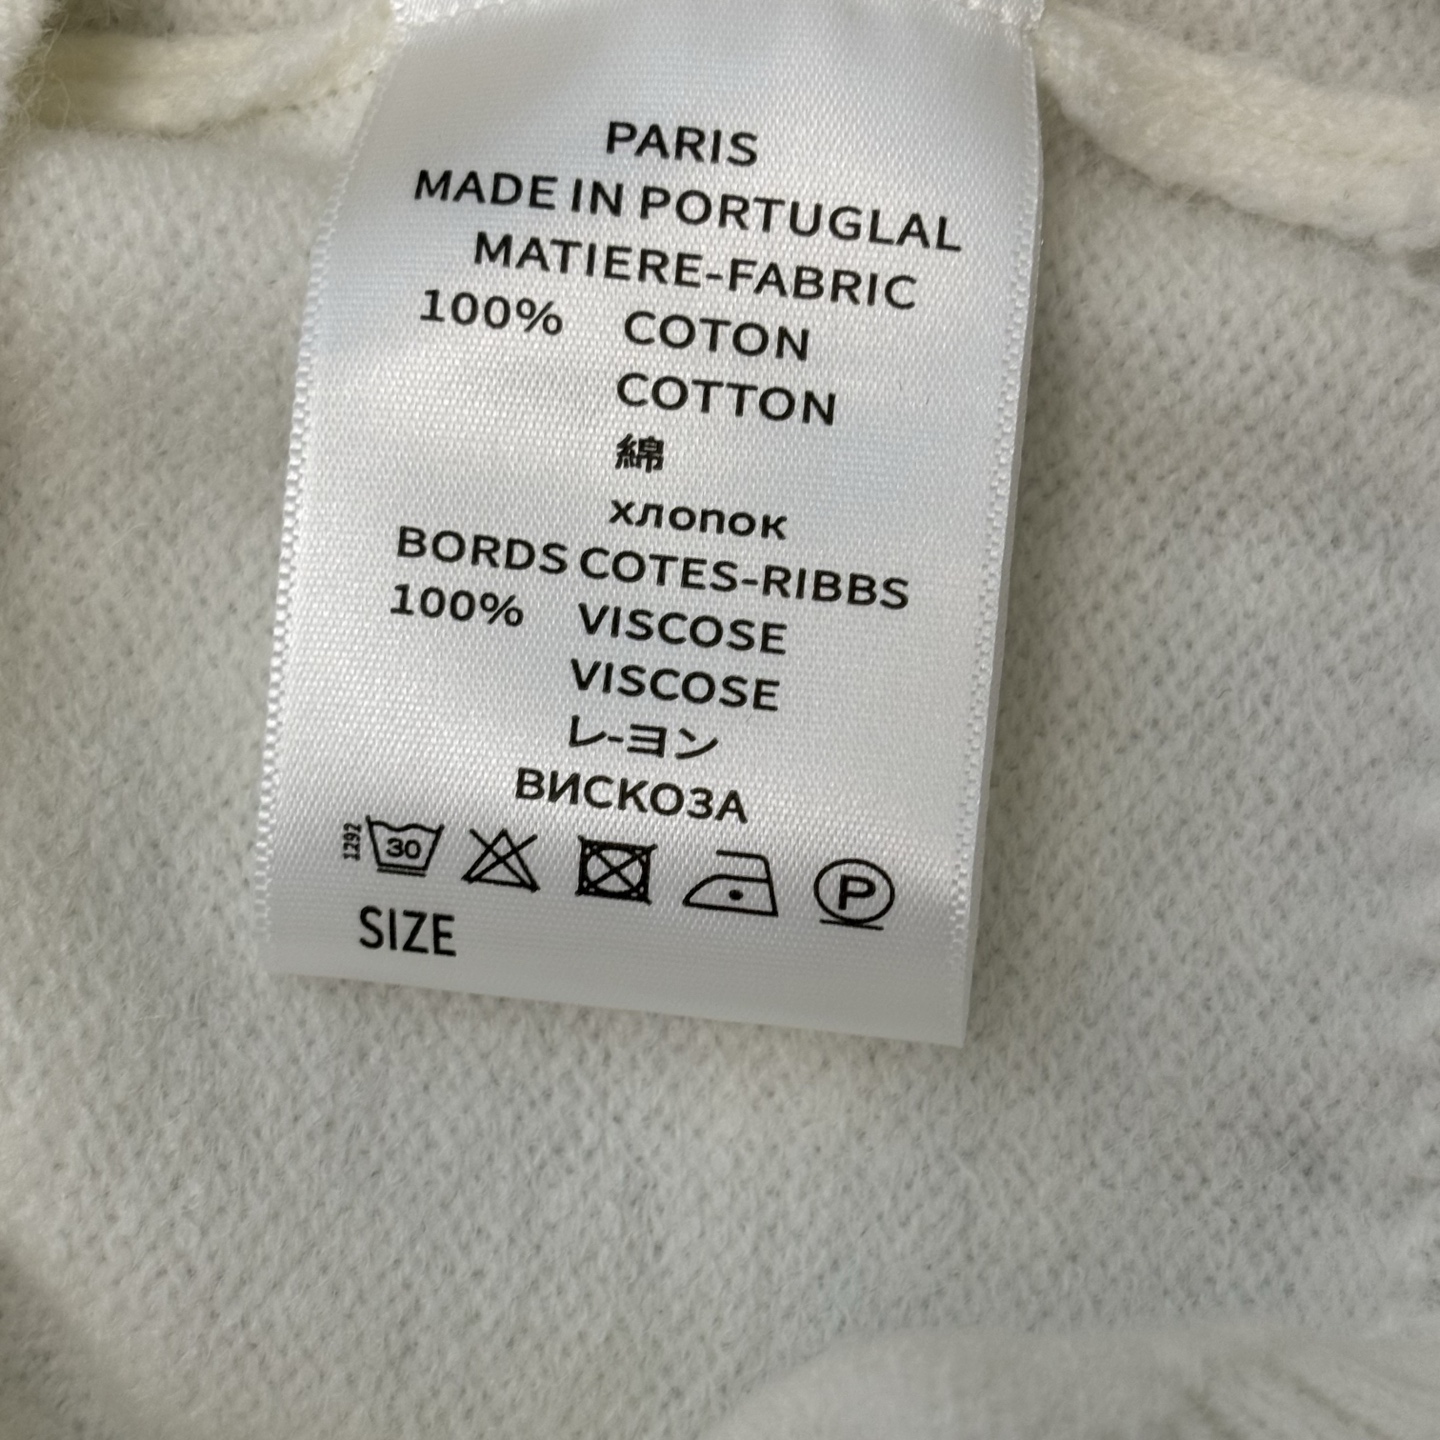 PARIS
MADE IN PORTUGLAL
MATIERE-FABRIC
100% COTON
COTTON
綿
хлопок
BORDS COTES-RIBBS
100% VISCOSE
VISCOSE
レ-ヨン
ВИСКОЗА
1292 30 P
SIZE